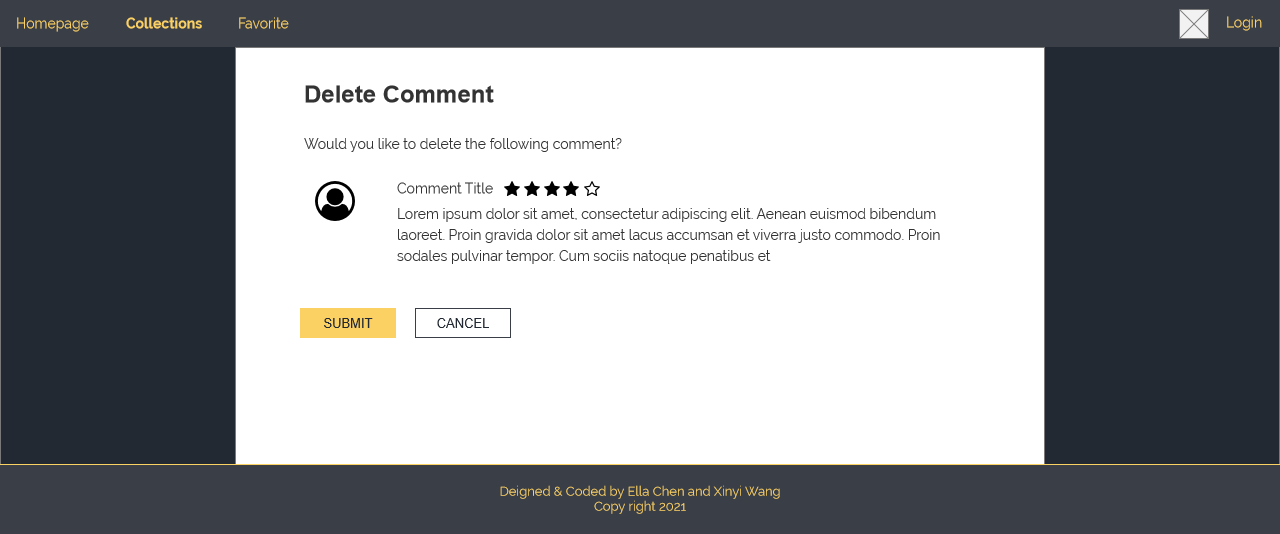 Homepage Collections Favorite Login
Delete Comment
Would you like to delete the following comment?
Comment Title
Lorem ipsum dolor sit amet, consectetur adipiscing elit. Aenean euismod bibendum
laoreet. Proin gravida dolor sit amet lacus accumsan et viverra justo commodo. Proin
sodales pulvinar tempor. Cum sociis natoque penatibus et
SUBMIT CANCEL
Deigned & Coded by Ella Chen and Xinyi Wang
Copy right 2021